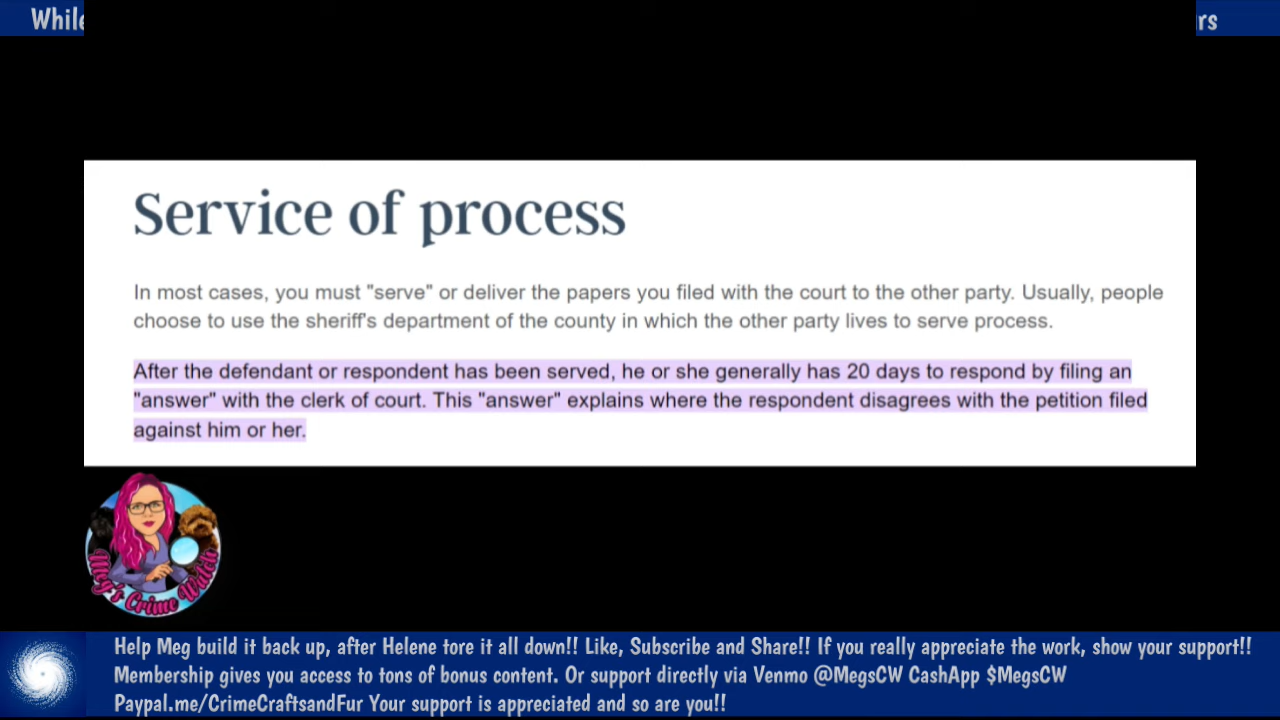 While
rs
Service of process
In most cases, you must "serve" or deliver the papers you filed with the court to the other party. Usually, people
choose to use the sheriff's department of the county in which the other party lives to serve process.
After the defendant or respondent has been served, he or she generally has 20 days to respond by filing an
"answer" with the clerk of court. This "answer" explains where the respondent disagrees with the petition filed
against him or her.
Meg's Crime Watch
Help Meg build it back up, after Helene tore it all down!! Like, Subscribe and Share!! If you really appreciate the work, show your support!!
Membership gives you access to tons of bonus content. Or support directly via Venmo @MegsCW CashApp $MegsCW
Paypal.me/CrimeCraftsandFur Your support is appreciated and so are you!!